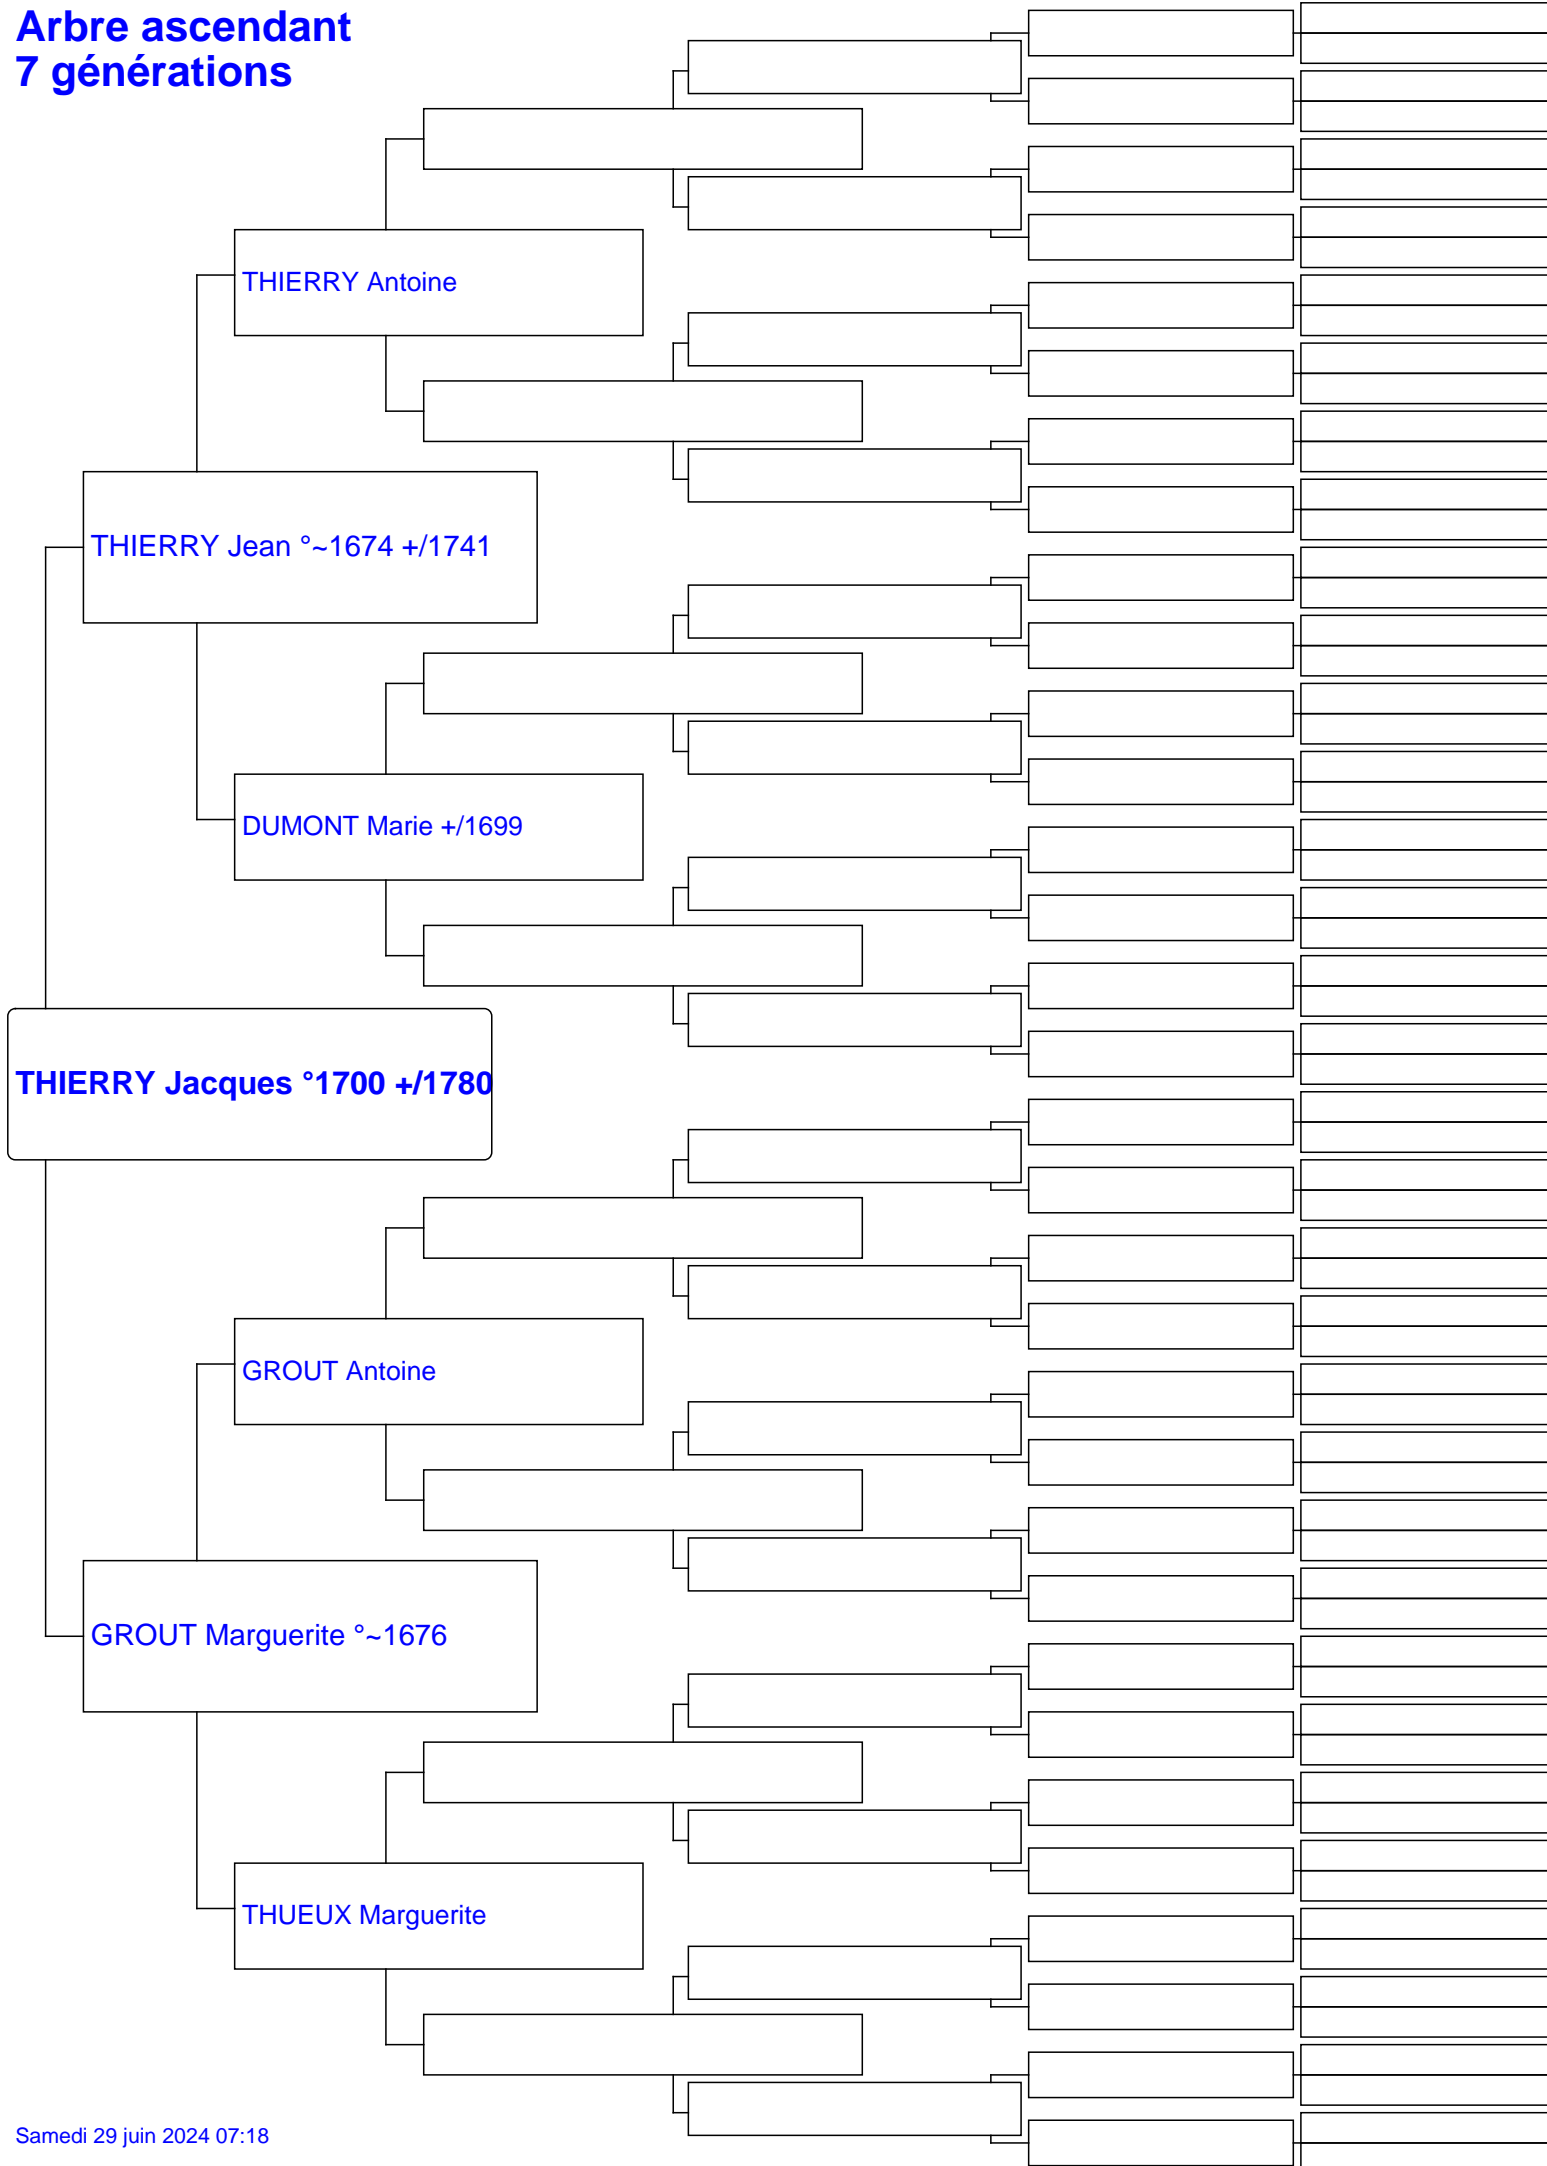 Arbre ascendant
7 générations
THIERRY Antoine
THIERRY Jean °~1674 +/1741
DUMONT Marie +/1699
THIERRY Jacques °1700 +/1780
GROUT Antoine
GROUT Marguerite °~1676
THUEUX Marguerite
Samedi 29 juin 2024 07:18